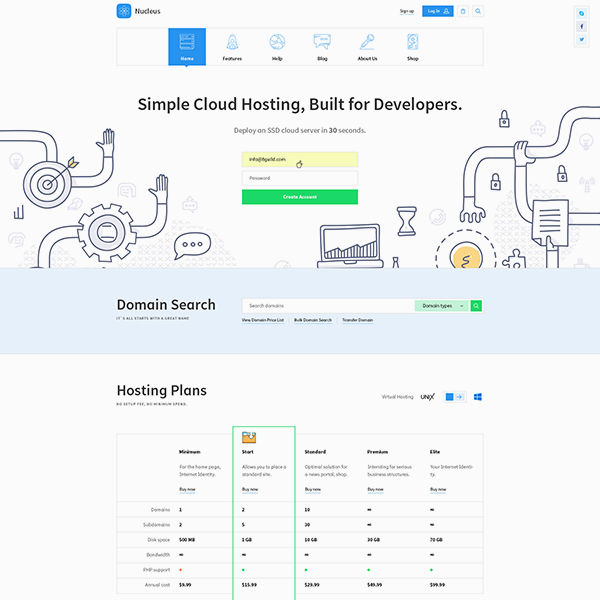 Nucleus
Sign up
Log in
Home
Features
Help
Blog
About Us
Shop
Simple Cloud Hosting, Built for Developers.
Deploy an SSD cloud server in 30 seconds.
Password
Create Account
Domain Search
IT`S ALL STARTS WITH A GREAT NAME
Search domains
Domain types
View Domain Price List
Bulk Domain Search
Transfer Domain
Hosting Plans
NO SETUP FEE, NO MINIMUM SPEND.
Virtual Hosting
UNIX
Minimum Start Standard Premium Elite
For the home page, Internet Identity.
Allows you to place a standard site.
Optimal solution for a news portal, shop.
Interesting for serious business structures.
Your Internet Identi-ty.
Buy now Buy now Buy now Buy now Buy now
Domains 1 2 10 ∞ ∞
Subdomains 2 5 30 ∞ ∞
Disk space 500 MB 1 GB 10 GB 30 GB 70 GB
Bandwidth ∞ ∞ ∞ ∞ ∞
PHP support
Annual cost $9.99 $15.99 $29.99 $49.99 $99.99